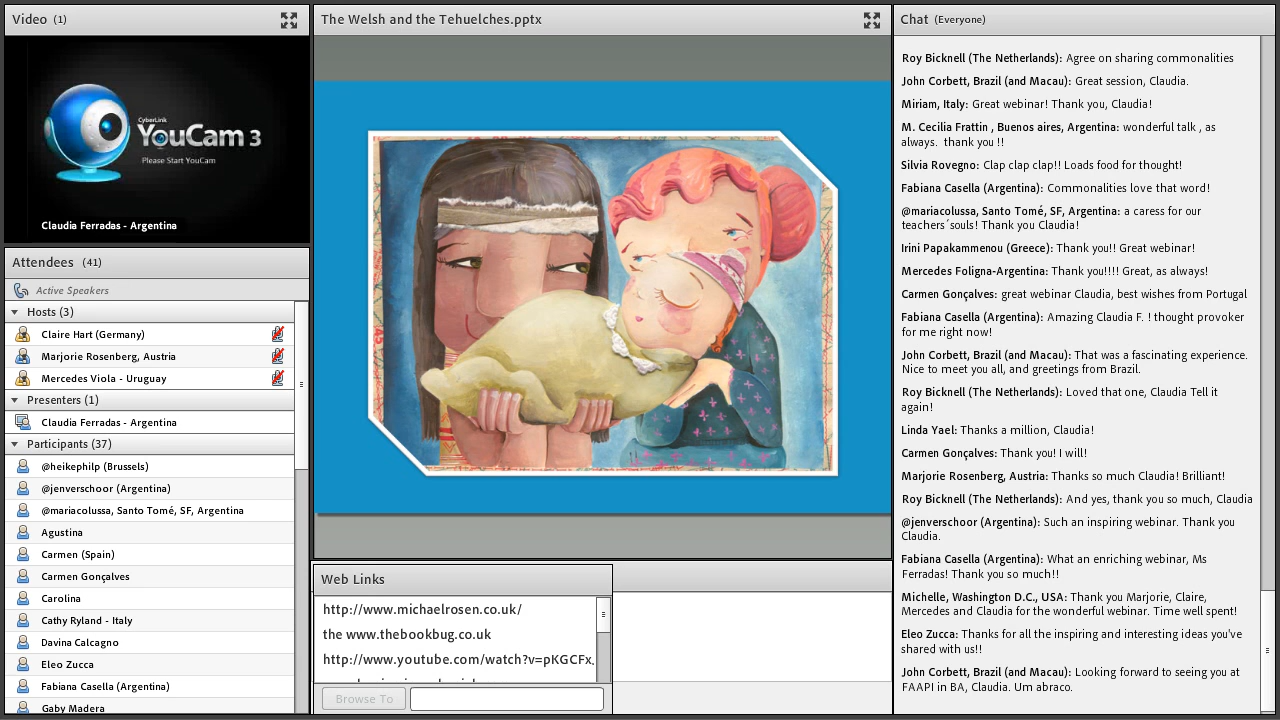 Video (1)
CyberLink
YouCam 3
Please Start YouCam
Claudia Ferradas - Argentina
Attendees (41)
Active Speakers
Hosts (3)
Claire Hart (Germany)
Marjorie Rosenberg, Austria
Mercedes Viola - Uruguay
Presenters (1)
Claudia Ferradas - Argentina
Participants (37)
@heikephilp (Brussels)
@jenverschoor (Argentina)
@mariacolussa, Santo Tomé, SF, Argentina
Agustina
Carmen (Spain)
Carmen Gonçalves
Carolina
Cathy Ryland - Italy
Davina Calcagno
Eleo Zucca
Fabiana Casella (Argentina)
Gaby Madera
The Welsh and the Tehuelches.pptx
Web Links
http://www.michaelrosen.co.uk/
the www.thebookbug.co.uk
http://www.youtube.com/watch?v=pKGCFx.
Browse To
Chat (Everyone)
Roy Bicknell (The Netherlands): Agree on sharing commonalities
John Corbett, Brazil (and Macau): Great session, Claudia.
Miriam, Italy: Great webinar! Thank you, Claudia!
M. Cecilia Frattin , Buenos aires, Argentina: wonderful talk , as
always. thank you !!
Silvia Rovegno: Clap clap clap!! Loads food for thought!
Fabiana Casella (Argentina): Commonalities love that word!
@mariacolussa, Santo Tomé, SF, Argentina: a caress for our
teachers´souls! Thank you Claudia!
Irini Papakammenou (Greece): Thank you!! Great webinar!
Mercedes Foligna-Argentina: Thank you!!!! Great, as always!
Carmen Gonçalves: great webinar Claudia, best wishes from Portugal
Fabiana Casella (Argentina): Amazing Claudia F. ! thought provoker
for me right now!
John Corbett, Brazil (and Macau): That was a fascinating experience.
Nice to meet you all, and greetings from Brazil.
Roy Bicknell (The Netherlands): Loved that one, Claudia Tell it
again!
Linda Yael: Thanks a million, Claudia!
Carmen Gonçalves: Thank you! I will!
Marjorie Rosenberg, Austria: Thanks so much Claudia! Brilliant!
Roy Bicknell (The Netherlands): And yes, thank you so much, Claudia
@jenverschoor (Argentina): Such an inspiring webinar. Thank you
Claudia.
Fabiana Casella (Argentina): What an enriching webinar, Ms
Ferradas! Thank you so much!!
Michelle, Washington D.C., USA: Thank you Marjorie, Claire,
Mercedes and Claudia for the wonderful webinar. Time well spent!
Eleo Zucca: Thanks for all the inspiring and interesting ideas you've
shared with us!!
John Corbett, Brazil (and Macau): Looking forward to seeing you at
FAAPI in BA, Claudia. Um abraco.